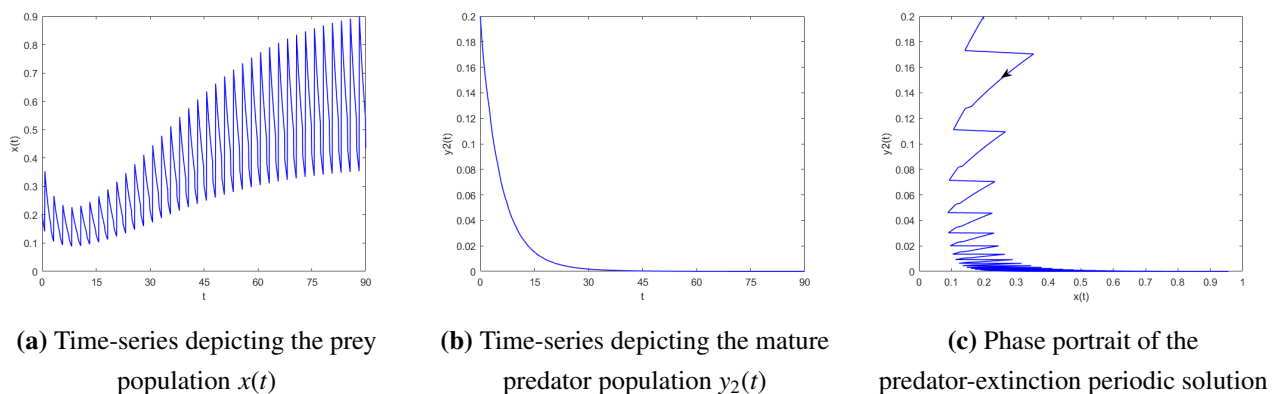 0.9
0.8
0.7
0.6
0.5
0.4
0.3
0.2
0.1
0
x(t)
0 15 30 45 60 75 90
t
0.2
0.18
0.16
0.14
0.12
0.1
0.08
0.06
0.04
0.02
0
y2(t)
0 15 30 45 60 75 90
t
0.2
0.18
0.16
0.14
0.12
0.1
0.08
0.06
0.04
0.02
0
y2(t)
0 0.1 0.2 0.3 0.4 0.5 0.6 0.7 0.8 0.9 1
x(t)
(a) Time-series depicting the prey
population x(t)
(b) Time-series depicting the mature
predator population y2(t)
(c) Phase portrait of the
predator-extinction periodic solution